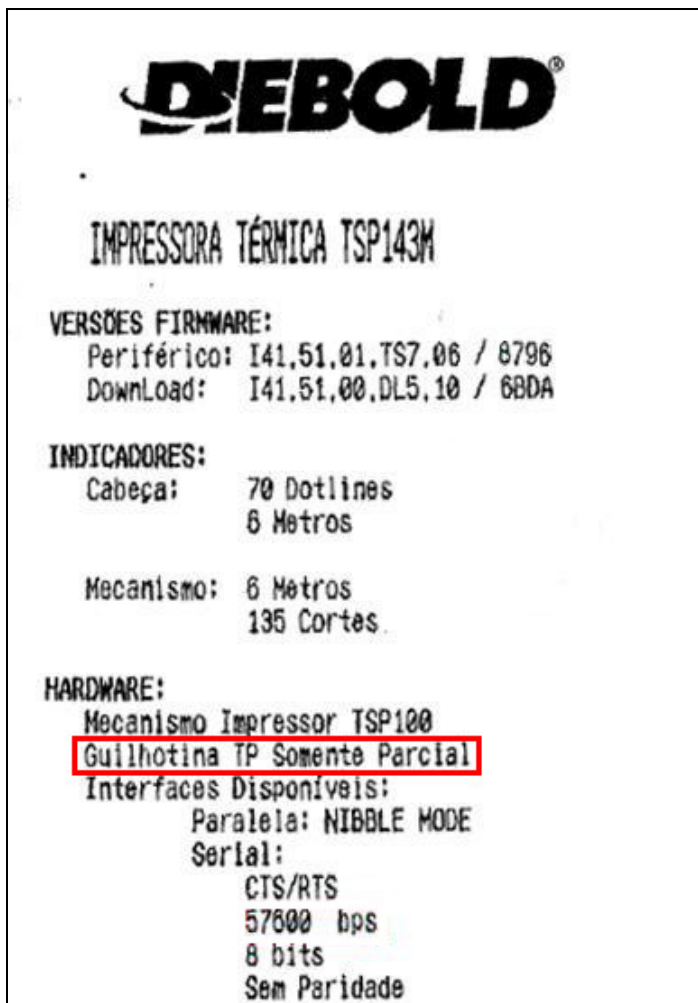 DIEBOLD®
IMPRESSORA TÉRMICA TSP143M
VERSÕES FIRMWARE:
Periférico: I41.51.01.TS7.06 / 8796
DownLoad: I41.51.00.DL5.10 / 6BDA
INDICADORES:
Cabeça: 70 Dotlines
6 Metros
Mecanismo: 6 Metros
135 Cortes
HARDWARE:
Mecanismo Impressor TSP100
Guilhotina TP Somente Parcial
Interfaces Disponíveis:
Paralela: NIBBLE MODE
Serial:
CTS/RTS
57600 bps
8 bits
Sem Paridade